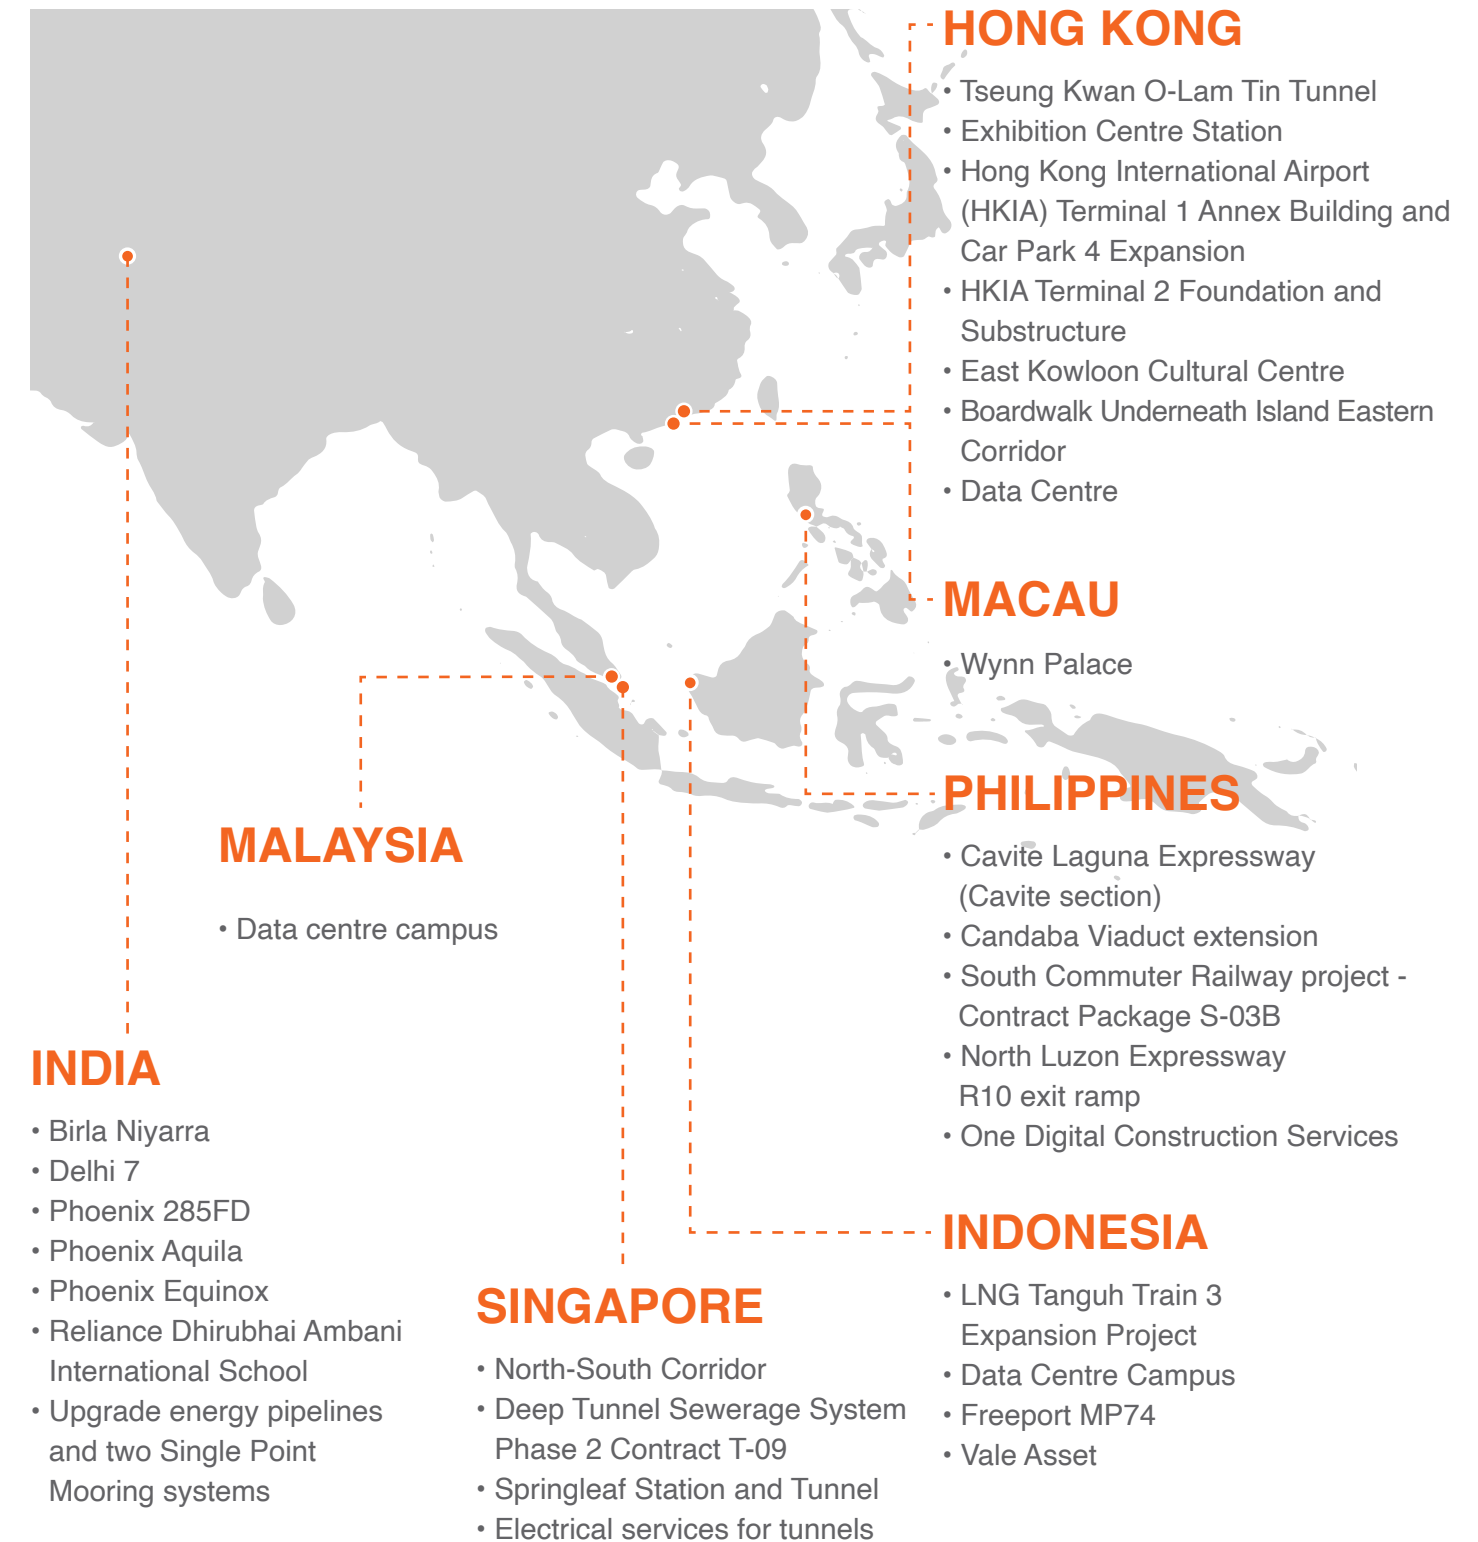 HONG KONG
• Tseung Kwan O-Lam Tin Tunnel
• Exhibition Centre Station
• Hong Kong International Airport
(HKIA) Terminal 1 Annex Building and
Car Park 4 Expansion
• HKIA Terminal 2 Foundation and
Substructure
• East Kowloon Cultural Centre
• Boardwalk Underneath Island Eastern
Corridor
• Data Centre
MACAU
• Wynn Palace
PHILIPPINES
• Cavite Laguna Expressway
(Cavite section)
• Candaba Viaduct extension
• South Commuter Railway project -
Contract Package S-03B
• North Luzon Expressway
R10 exit ramp
• One Digital Construction Services
MALAYSIA
• Data centre campus
INDIA
• Birla Niyarra
• Delhi 7
• Phoenix 285FD
• Phoenix Aquila
• Phoenix Equinox
• Reliance Dhirubhai Ambani
International School
• Upgrade energy pipelines
and two Single Point
Mooring systems
SINGAPORE
• North-South Corridor
• Deep Tunnel Sewerage System
Phase 2 Contract T-09
• Springleaf Station and Tunnel
• Electrical services for tunnels
INDONESIA
• LNG Tanguh Train 3
Expansion Project
• Data Centre Campus
• Freeport MP74
• Vale Asset